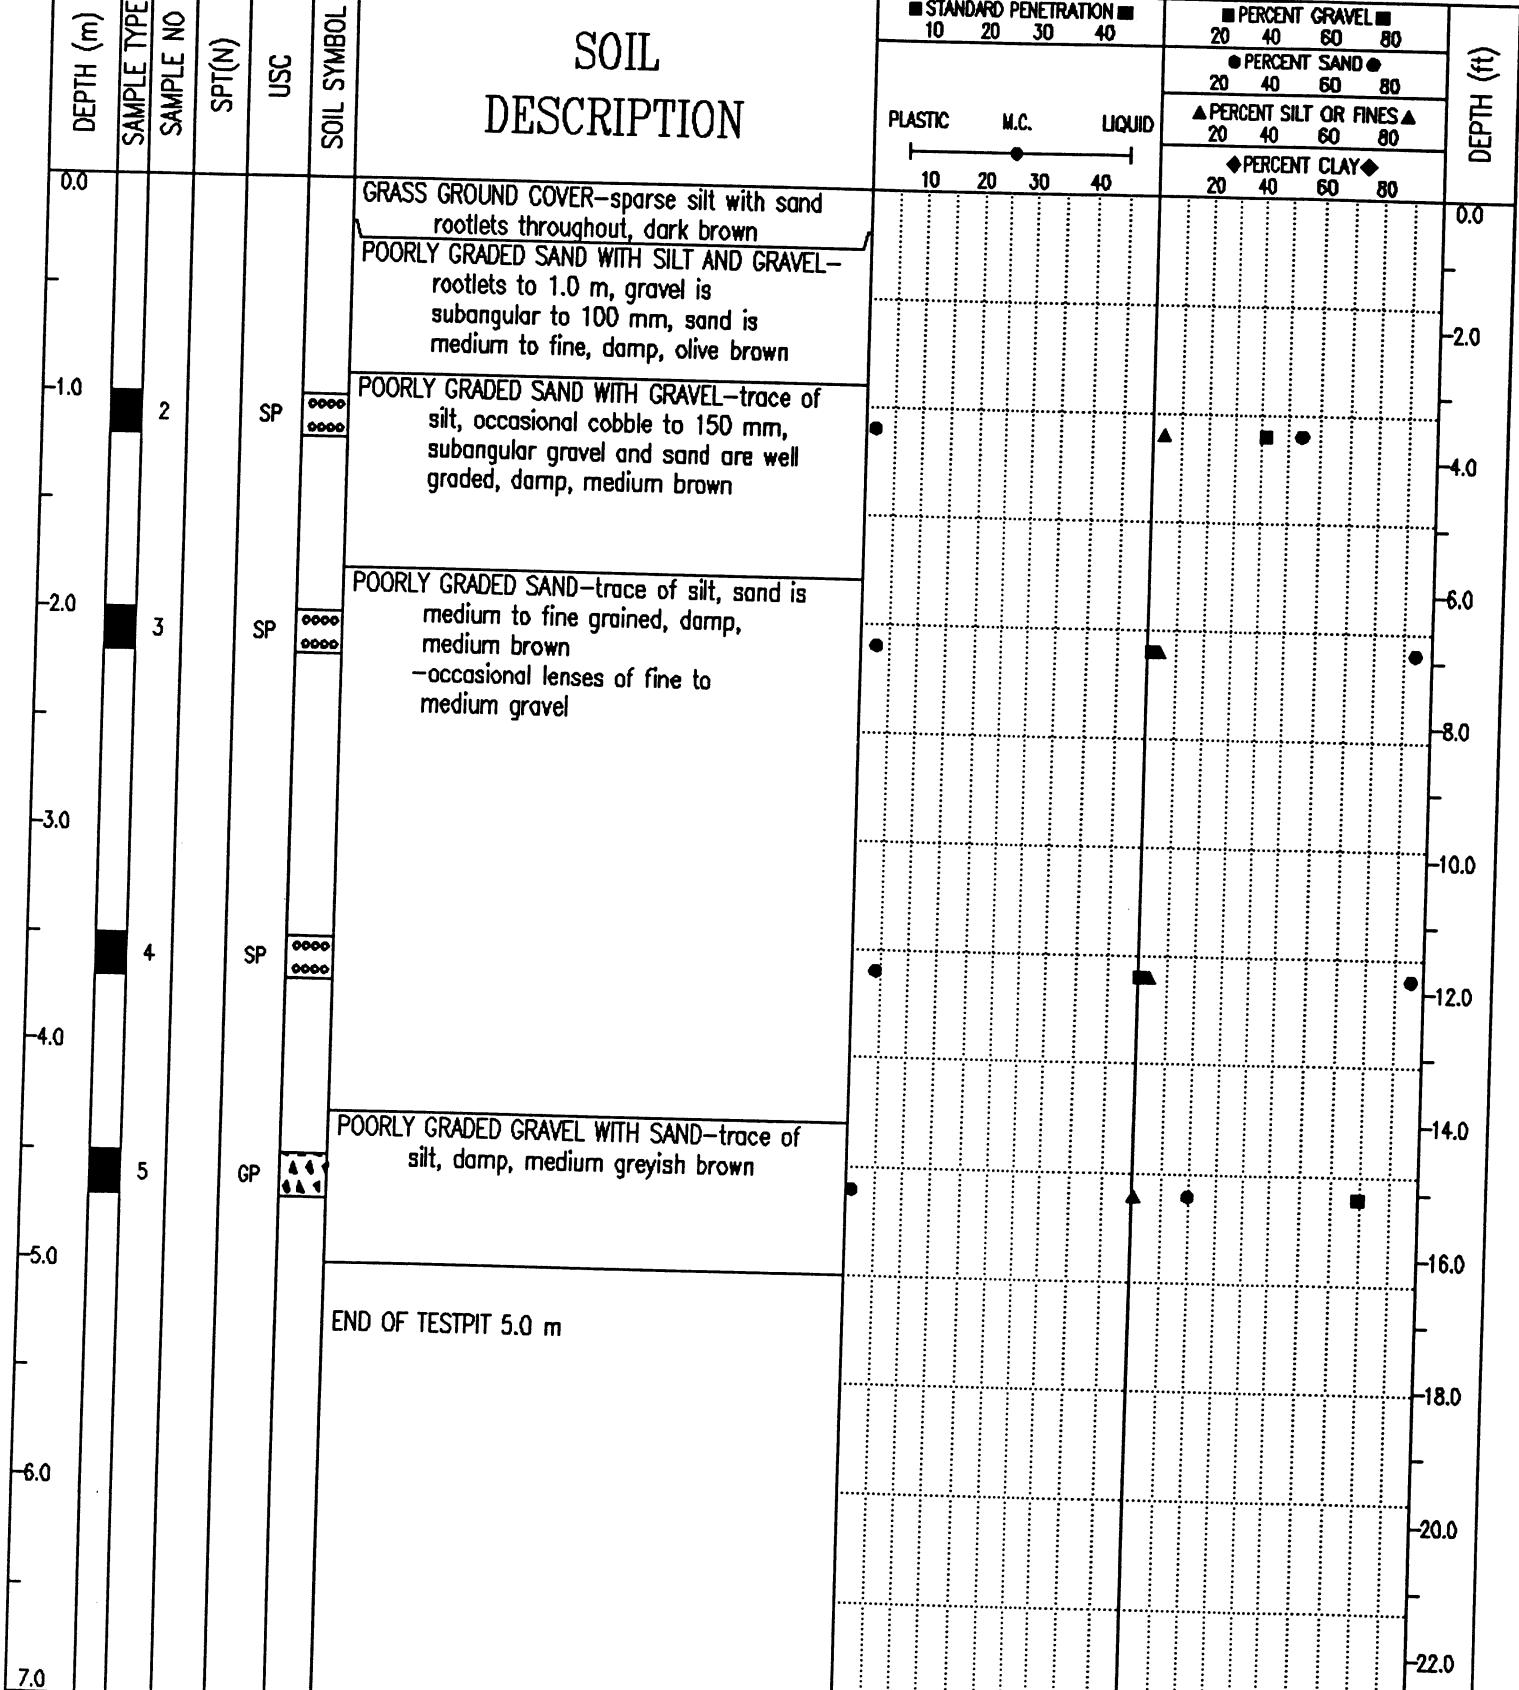 DEPTH (m)
SAMPLE TYPE
SAMPLE NO
SPT(N)
USC
SOIL SYMBOL
SOIL
DESCRIPTION
■ STANDARD PENETRATION ■
10 20 30 40
PLASTIC M.C. LIQUID
10 20 30 40
■ PERCENT GRAVEL ■
20 40 60 80
● PERCENT SAND ●
20 40 60 80
▲ PERCENT SILT OR FINES ▲
20 40 60 80
◆ PERCENT CLAY ◆
20 40 60 80
DEPTH (ft)
0.0
GRASS GROUND COVER-sparse silt with sand
rootlets throughout, dark brown
0.0
POORLY GRADED SAND WITH SILT AND GRAVEL-
rootlets to 1.0 m, gravel is
subangular to 100 mm, sand is
medium to fine, damp, olive brown
2.0
1.0
2
SP
POORLY GRADED SAND WITH GRAVEL-trace of
silt, occasional cobble to 150 mm,
subangular gravel and sand are well
graded, damp, medium brown
4.0
2.0
3
SP
POORLY GRADED SAND-trace of silt, sand is
medium to fine grained, damp,
medium brown
-occasional lenses of fine to
medium gravel
6.0
8.0
3.0
10.0
4
SP
12.0
4.0
5
GP
POORLY GRADED GRAVEL WITH SAND-trace of
silt, damp, medium greyish brown
14.0
5.0
16.0
END OF TESTPIT 5.0 m
18.0
6.0
20.0
7.0
22.0